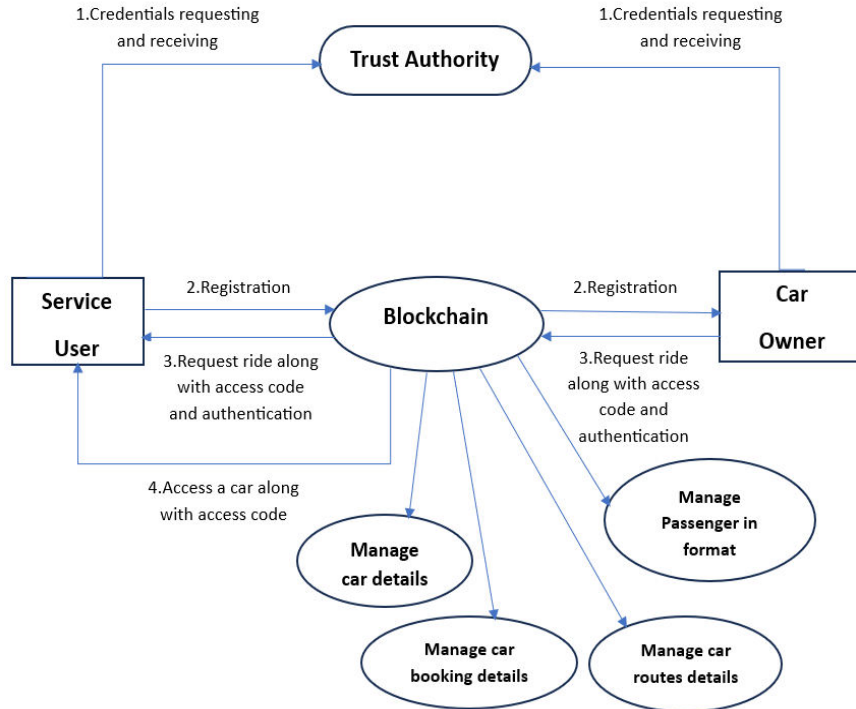 1.Credentials requesting
and receiving
Trust Authority
1.Credentials requesting
and receiving
Service
User
2.Registration
Blockchain
2.Registration
Car
Owner
3.Request ride along
with access code
and authentication
3.Request ride
along with access
code and
authentication
4.Access a car along
with access code
Manage
Passenger in
format
Manage
car details
Manage car
booking details
Manage car
routes details